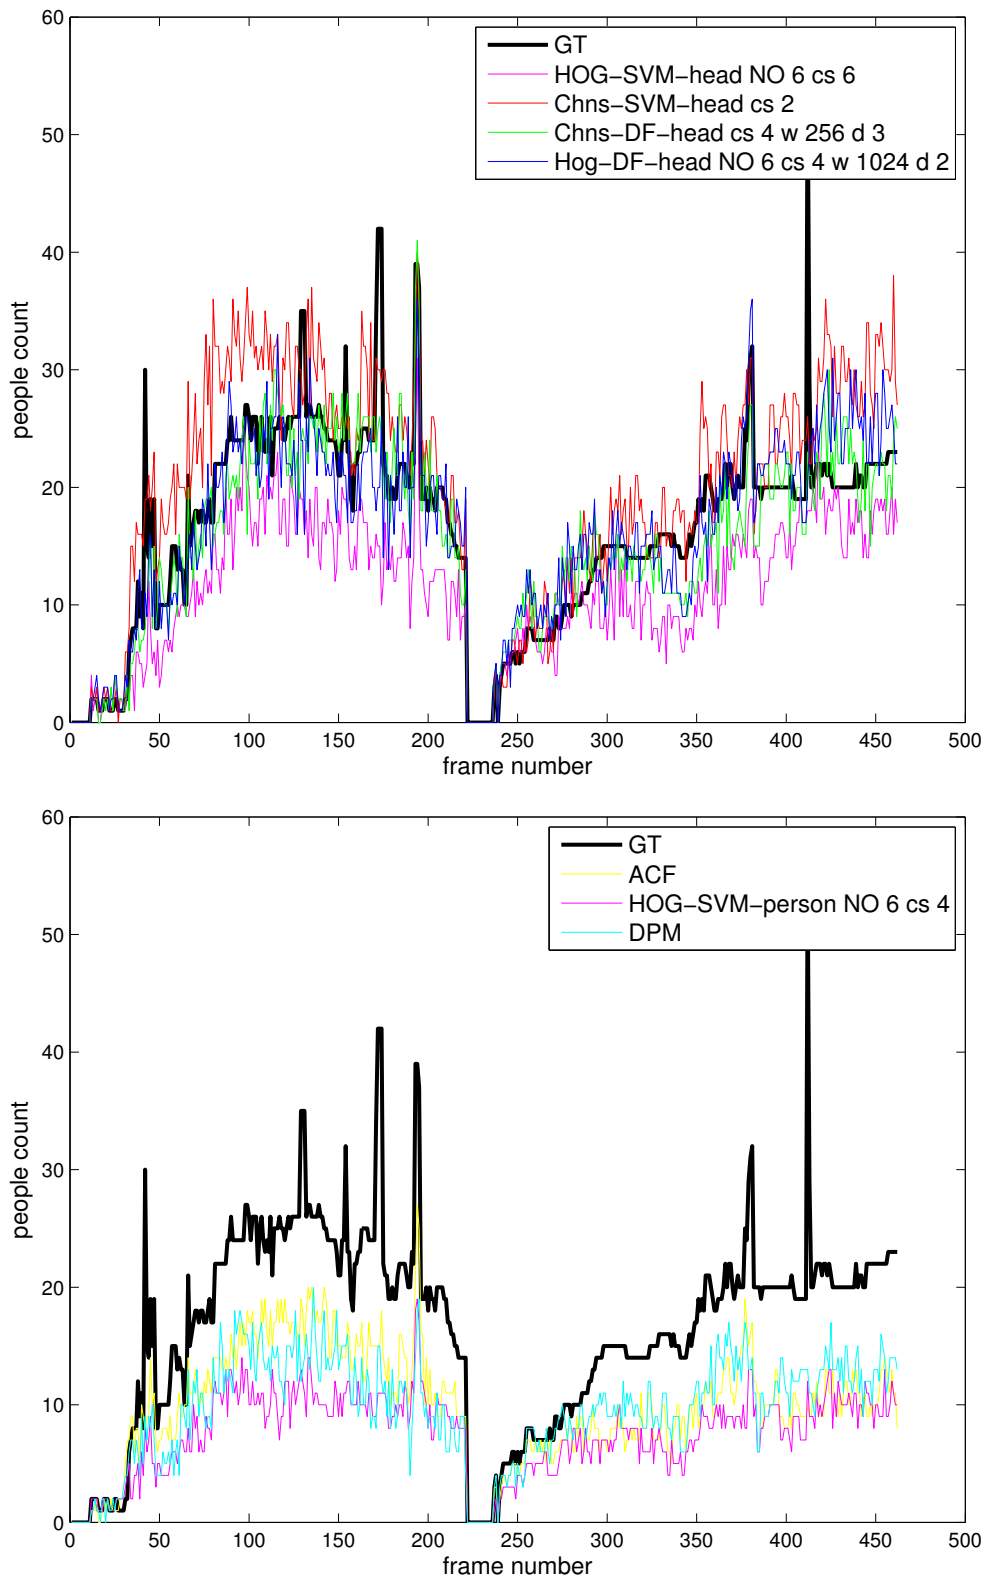 60
50
40
30
20
10
0
people count
GT
HOG−SVM−head NO 6 cs 6
Chns−SVM−head cs 2
Chns−DF−head cs 4 w 256 d 3
Hog−DF−head NO 6 cs 4 w 1024 d 2
0 50 100 150 200 250 300 350 400 450 500
frame number
60
50
40
30
20
10
0
people count
GT
ACF
HOG−SVM−person NO 6 cs 4
DPM
0 50 100 150 200 250 300 350 400 450 500
frame number